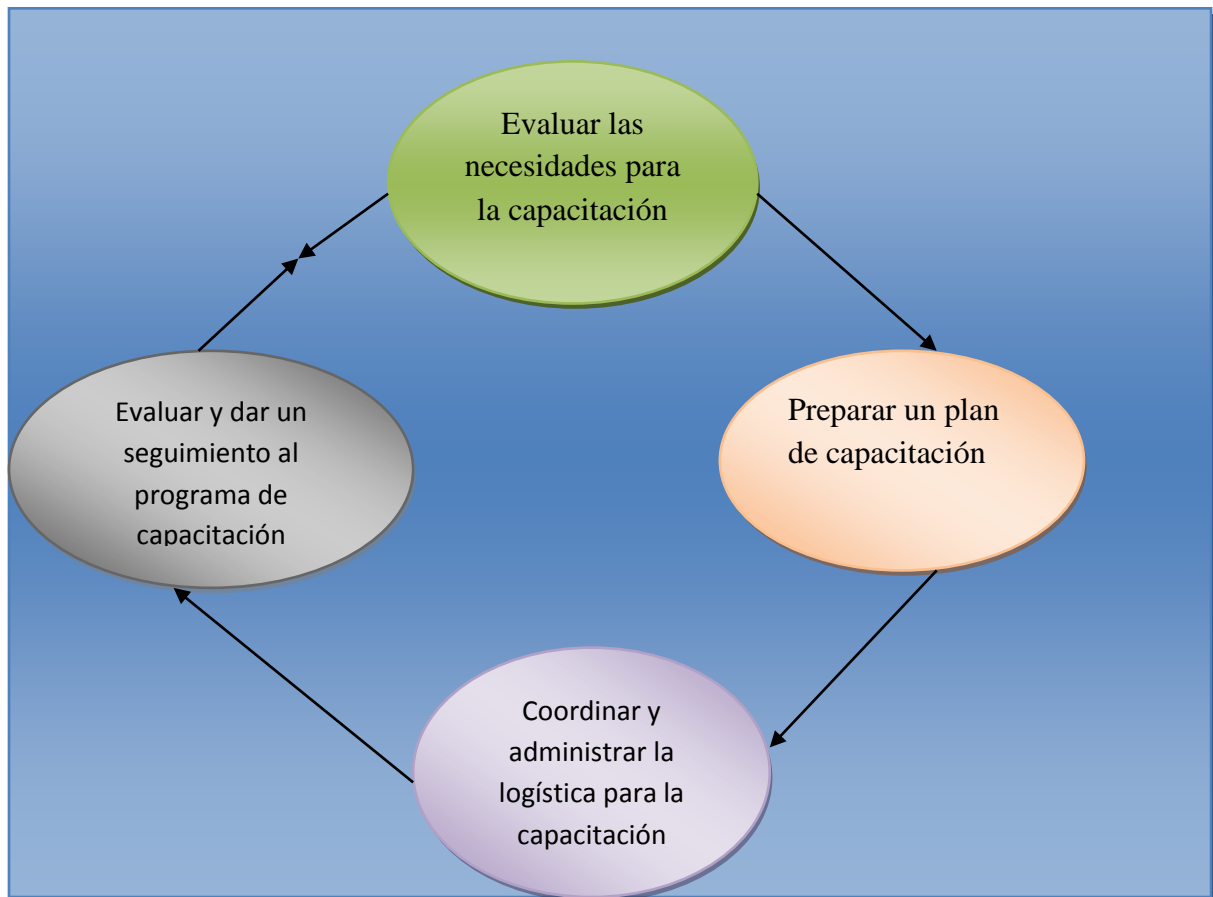 Evaluar las
necesidades para
la capacitación
Preparar un plan
de capacitación
Coordinar y
administrar la
logística para la
capacitación
Evaluar y dar un
seguimiento al
programa de
capacitación